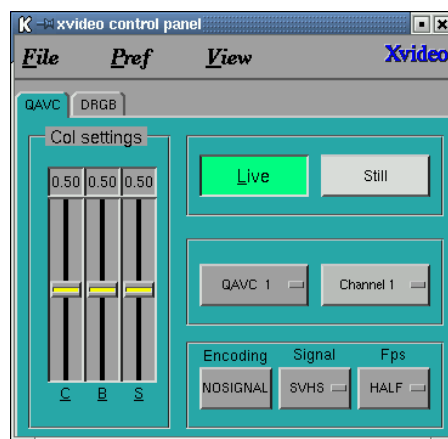 K xvideo control panel
File Pref View Xvideo
QAVC DRGB
Col settings
0.50 0.50 0.50
C B S
Live Still
QAVC 1 Channel 1
Encoding Signal Fps
NOSIGNAL SVHS HALF